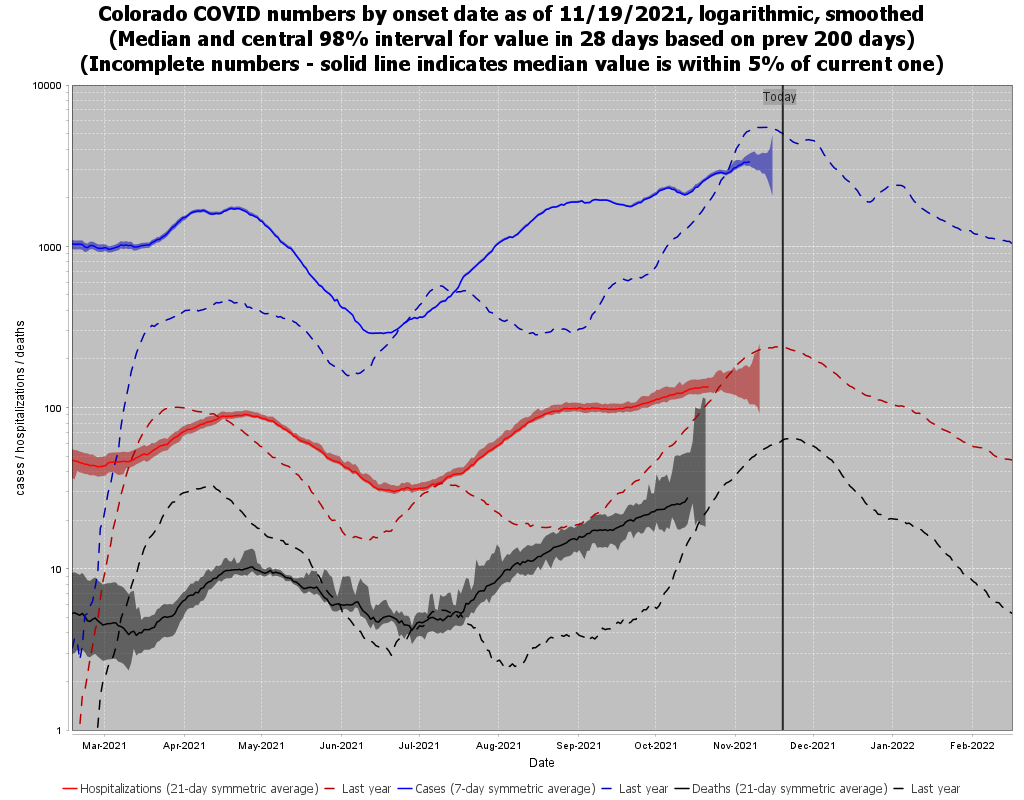 Colorado COVID numbers by onset date as of 11/19/2021, logarithmic, smoothed
(Median and central 98% interval for value in 28 days based on prev 200 days)
(Incomplete numbers - solid line indicates median value is within 5% of current one)
Today
10000
1000
100
10
1
cases / hospitalizations / deaths
Mar-2021 Apr-2021 May-2021 Jun-2021 Jul-2021 Aug-2021 Sep-2021 Oct-2021 Nov-2021 Dec-2021 Jan-2022 Feb-2022
Date
Hospitalizations (21-day symmetric average) Last year Cases (7-day symmetric average) Last year Deaths (21-day symmetric average) Last year